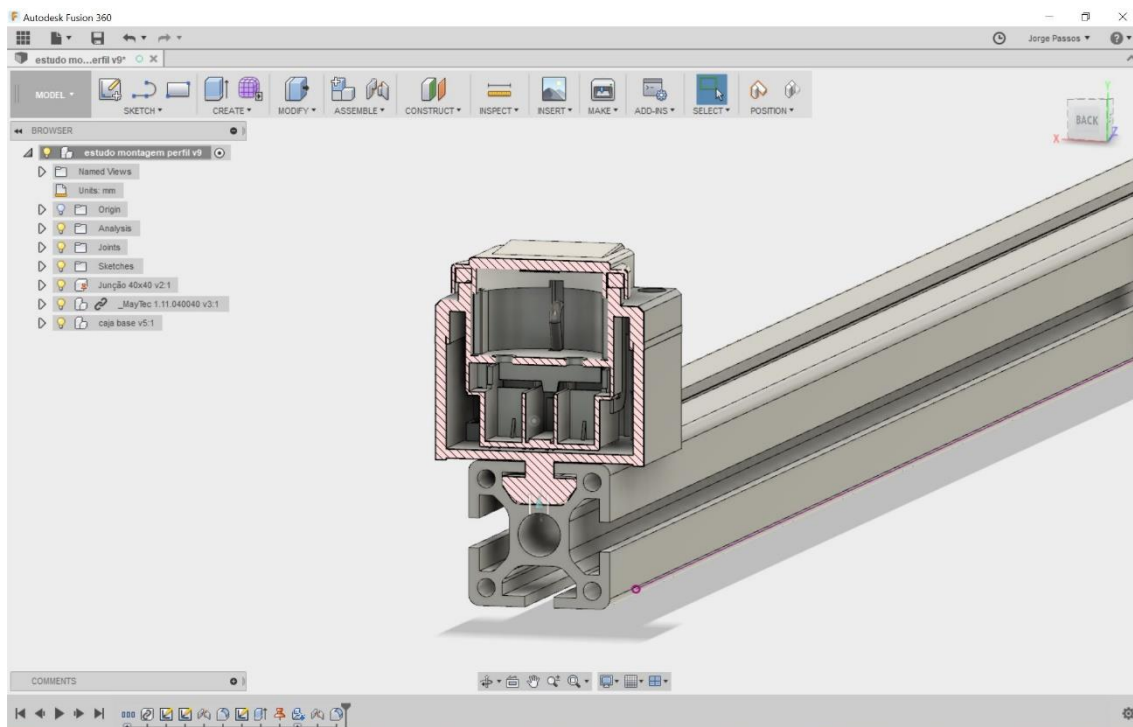 Autodesk Fusion 360
Jorge Passos
estudo mo...erfil v9*
MODEL
SKETCH
CREATE
MODIFY
ASSEMBLE
CONSTRUCT
INSPECT
INSERT
MAKE
ADD-INS
SELECT
POSITION
BROWSER
estudo montagem perfil v9
Named Views
Units: mm
Origin
Analysis
Joints
Sketches
Junção 40x40 v2:1
_MayTec 1.11.040040 v3:1
caja base v5:1
Y
BACK
X
Z
COMMENTS